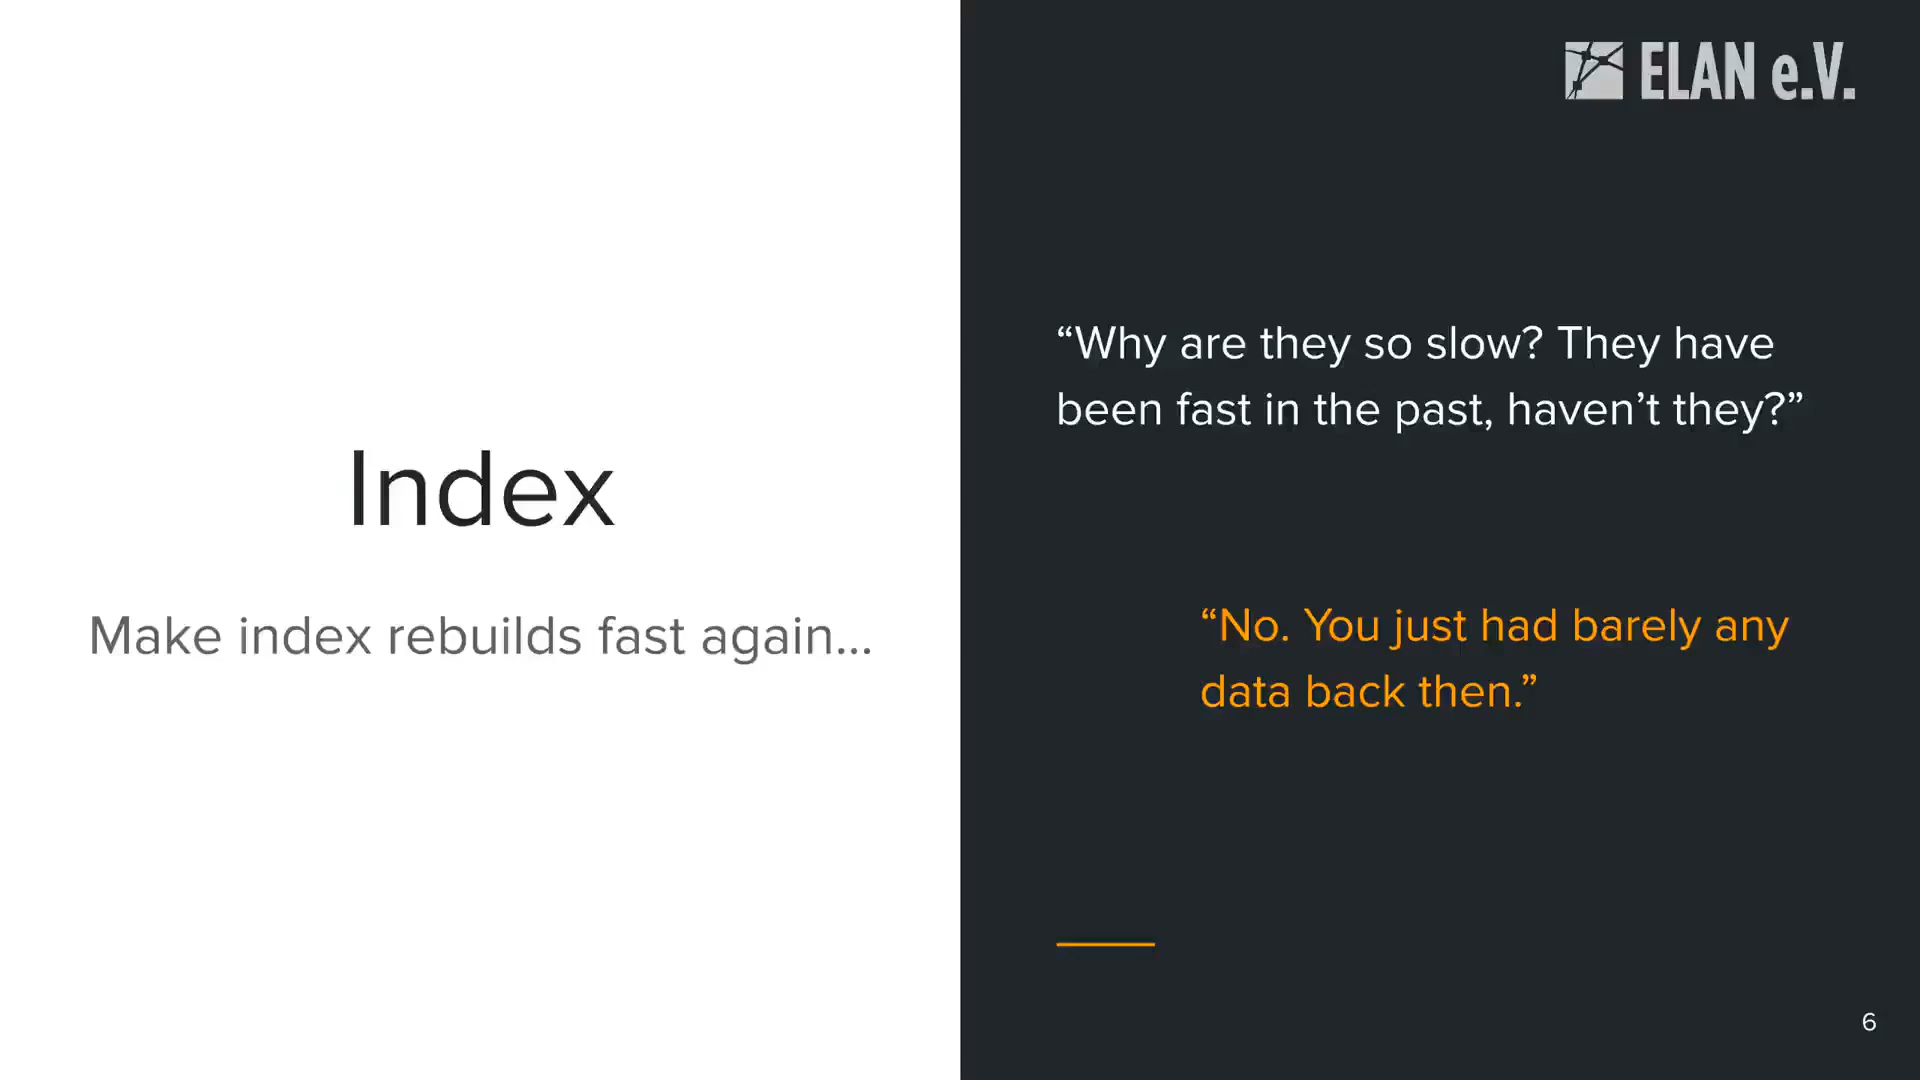 ELAN e.V.
Index
Make index rebuilds fast again...
“Why are they so slow? They have
been fast in the past, haven’t they?”
“No. You just had barely any
data back then.”
6